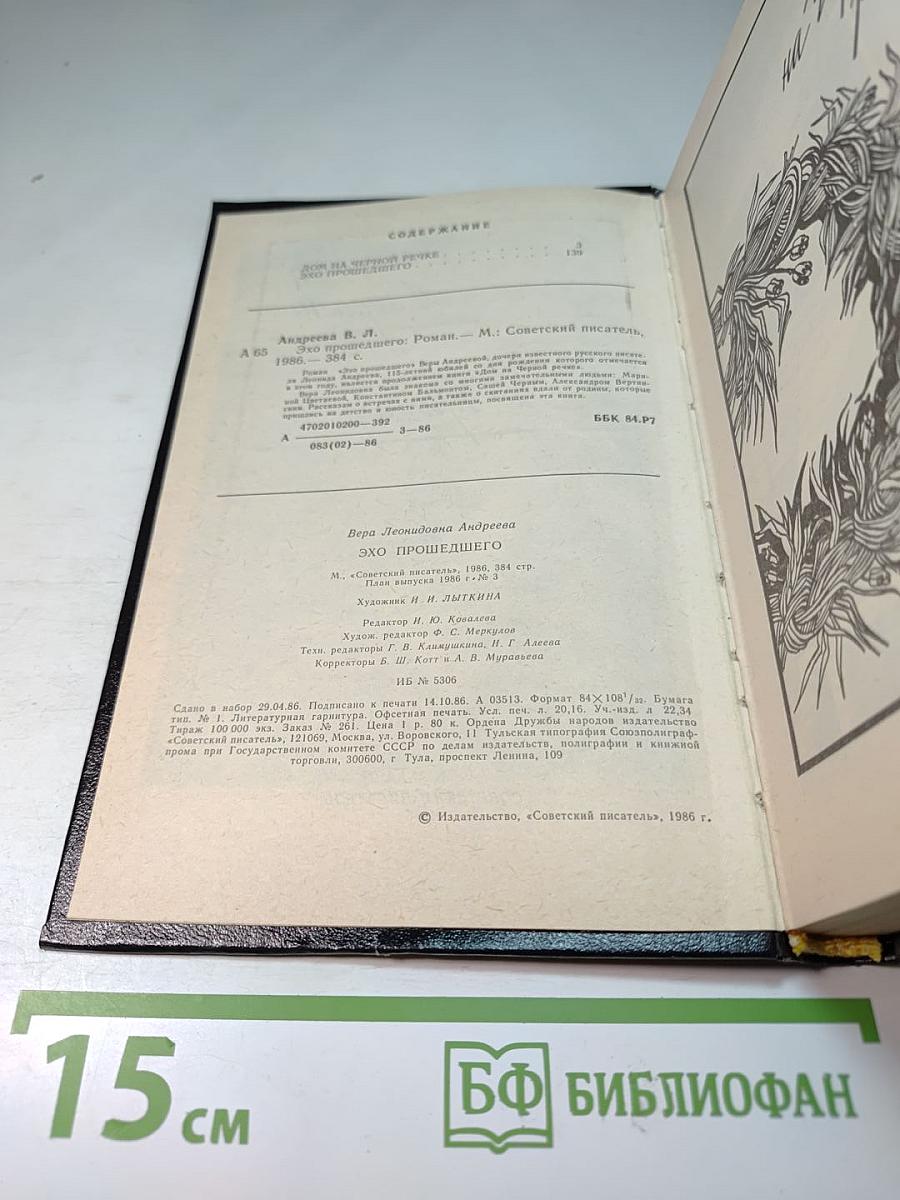 СОДЕРЖАНИЕ
ДОМ НА ЧЕРНОЙ РЕЧКЕ . . . . . . . . . 3
ЭХО ПРОШЕДШЕГО . . . . . . . . . . . 139
Андреева В. Л.
А 65 Эхо прошедшего: Роман.— М.: Советский писатель,
1986.— 384 с.
Роман «Эхо прошедшего» Веры Андреевой, дочери известного русского писате-
ля Леонида Андреева, 115-летний юбилей со дня рождения которого отмечается
в этом году, является продолжением книги «Дом на Черной речке».
Вера Леонидовна была знакома со многими замечательными людьми: Мари-
ной Цветаевой, Константином Бальмонтом, Сашей Черным, Александром Вертин-
ским. Рассказам о встречах с ними, а также о скитаниях вдали от родины, которые
пришлись на детство и юность писательницы, посвящена эта книга.
А 4702010200—392
083(02)—86 3—86
ББК 84.Р7
Вера Леонидовна Андреева
ЭХО ПРОШЕДШЕГО
М., «Советский писатель», 1986, 384 стр.
План выпуска 1986 г. № 3
Художник И. И. ЛЫТКИНА
Редактор И. Ю. Ковалева
Худож. редактор Ф. С. Меркулов
Техн. редакторы Г. В. Климушкина, Н. Г. Алеева
Корректоры Б. Ш. Котт и А. В. Муравьева
ИБ № 5306
Сдано в набор 29.04.86. Подписано к печати 14.10.86. А 03513. Формат 84×108¹/₃₂. Бумага
тип. № 1. Литературная гарнитура. Офсетная печать. Усл. печ. л. 20,16. Уч.-изд. л 22,34
Тираж 100 000 экз. Заказ № 261. Цена 1 р. 80 к. Ордена Дружбы народов издательство
«Советский писатель», 121069, Москва, ул. Воровского, 11 Тульская типография Союзполиграф-
прома при Государственном комитете СССР по делам издательств, полиграфии и книжной
торговли, 300600, г Тула, проспект Ленина, 109
© Издательство, «Советский писатель», 1986 г.
15 см
БФ БИБЛИОФАН